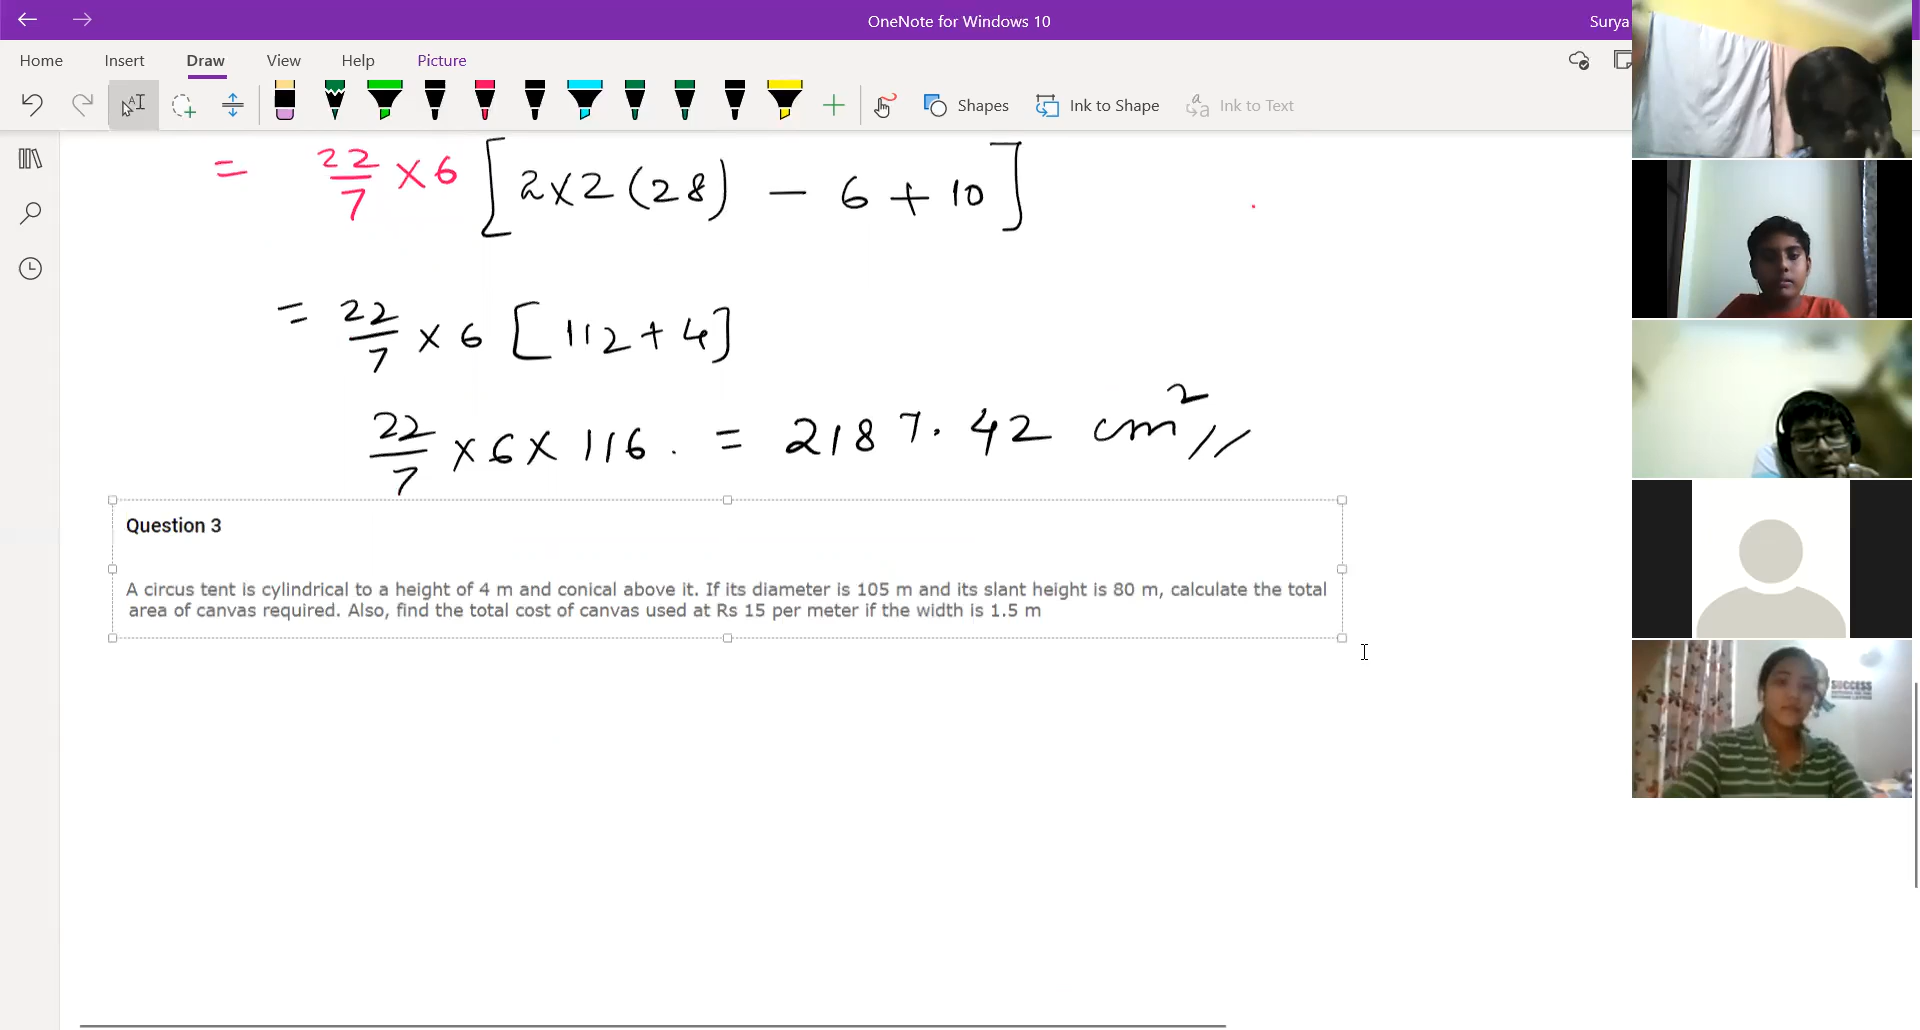 OneNote for Windows 10
Surya
Home Insert Draw View Help Picture
Shapes Ink to Shape Ink to Text
= 22/7 × 6 [2×2(28) − 6 + 10]
= 22/7 × 6 [112 + 4]
22/7 × 6 × 116. = 2187.42 cm²//
Question 3
A circus tent is cylindrical to a height of 4 m and conical above it. If its diameter is 105 m and its slant height is 80 m, calculate the total
area of canvas required. Also, find the total cost of canvas used at Rs 15 per meter if the width is 1.5 m
SUCCESS